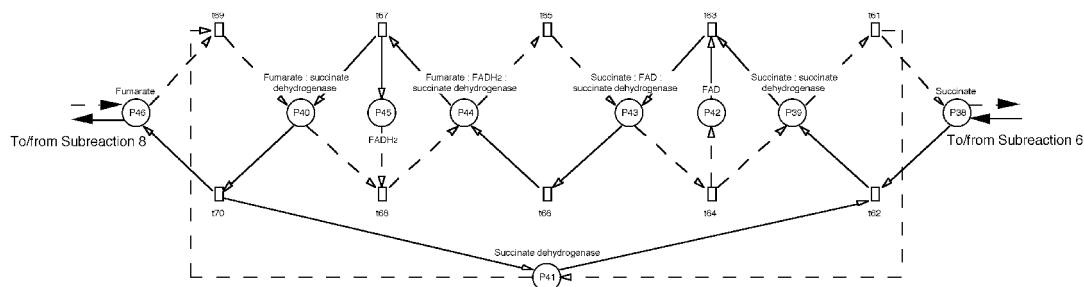 t69
t67
t65
t63
t61
Fumarate
Fumarate : succinate
dehydrogenase
Fumarate : FADH2 :
succinate dehydrogenase
Succinate : FAD :
succinate dehydrogenase
FAD
Succinate : succinate
dehydrogenase
Succinate
P46
P40
P45
P44
P43
P42
P39
P38
FADH2
To/from Subreaction 8
To/from Subreaction 6
t70
t68
t66
t64
t62
Succinate dehydrogenase
P41